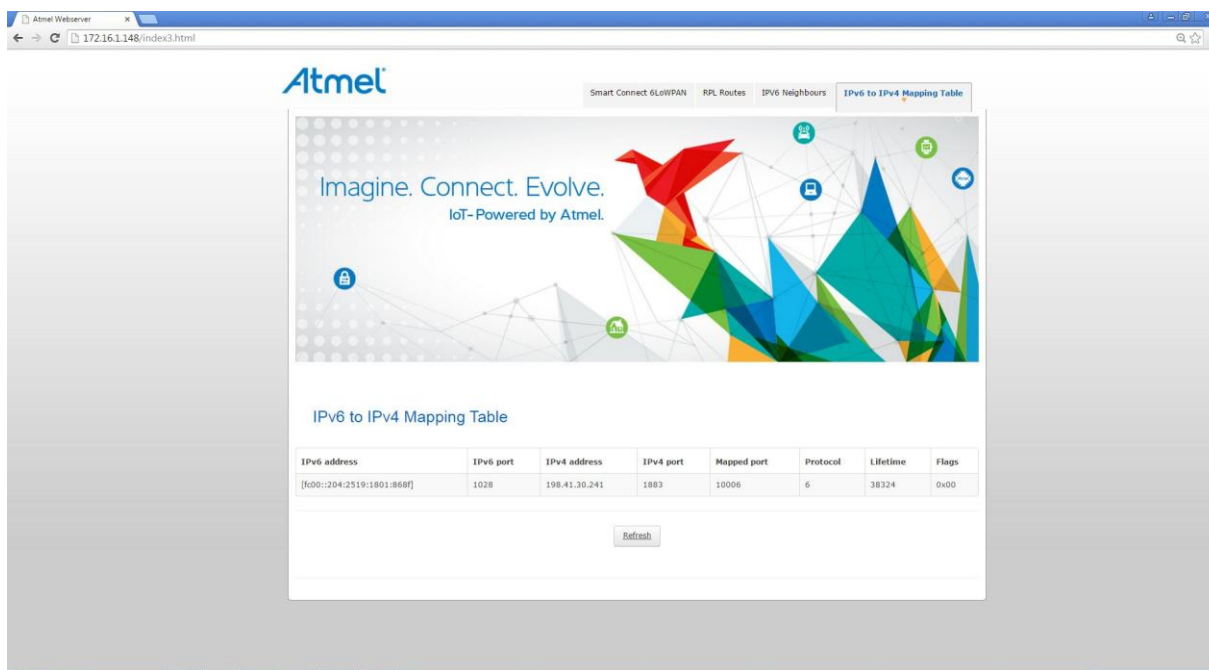 Atmel Webserver
172.16.1.148/index3.html
Atmel
Smart Connect 6LoWPAN RPL Routes IPV6 Neighbours IPv6 to IPv4 Mapping Table
Imagine. Connect. Evolve.
IoT-Powered by Atmel.
IPv6 to IPv4 Mapping Table
IPv6 address IPv6 port IPv4 address IPv4 port Mapped port Protocol Lifetime Flags
[fc00::204:2519:1801:868f] 1028 198.41.30.241 1883 10006 6 38324 0x00
Refresh